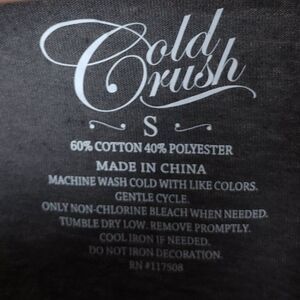 Cold
Crush
S
60% COTTON 40% POLYESTER
MADE IN CHINA
MACHINE WASH COLD WITH LIKE COLORS.
GENTLE CYCLE.
ONLY NON-CHLORINE BLEACH WHEN NEEDED.
TUMBLE DRY LOW. REMOVE PROMPTLY.
COOL IRON IF NEEDED.
DO NOT IRON DECORATION.
RN #117508